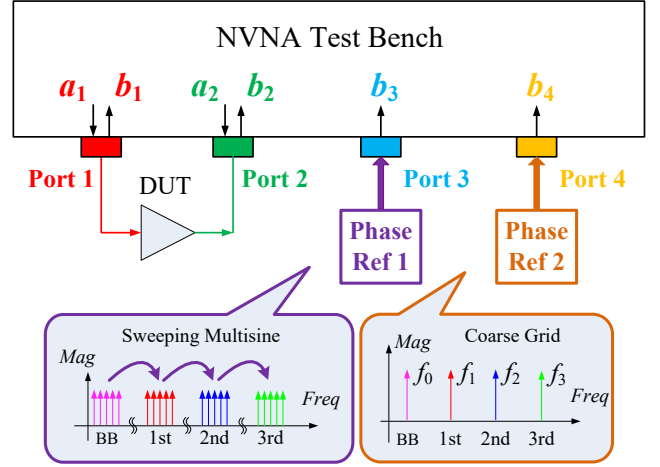 NVNA Test Bench
a1 b1 a2 b2 b3 b4
Port 1 DUT Port 2 Port 3 Port 4
Phase
Ref 1
Phase
Ref 2
Sweeping Multisine
Mag
Freq
BB 1st 2nd 3rd
Coarse Grid
Mag
f0 f1 f2 f3
Freq
BB 1st 2nd 3rd